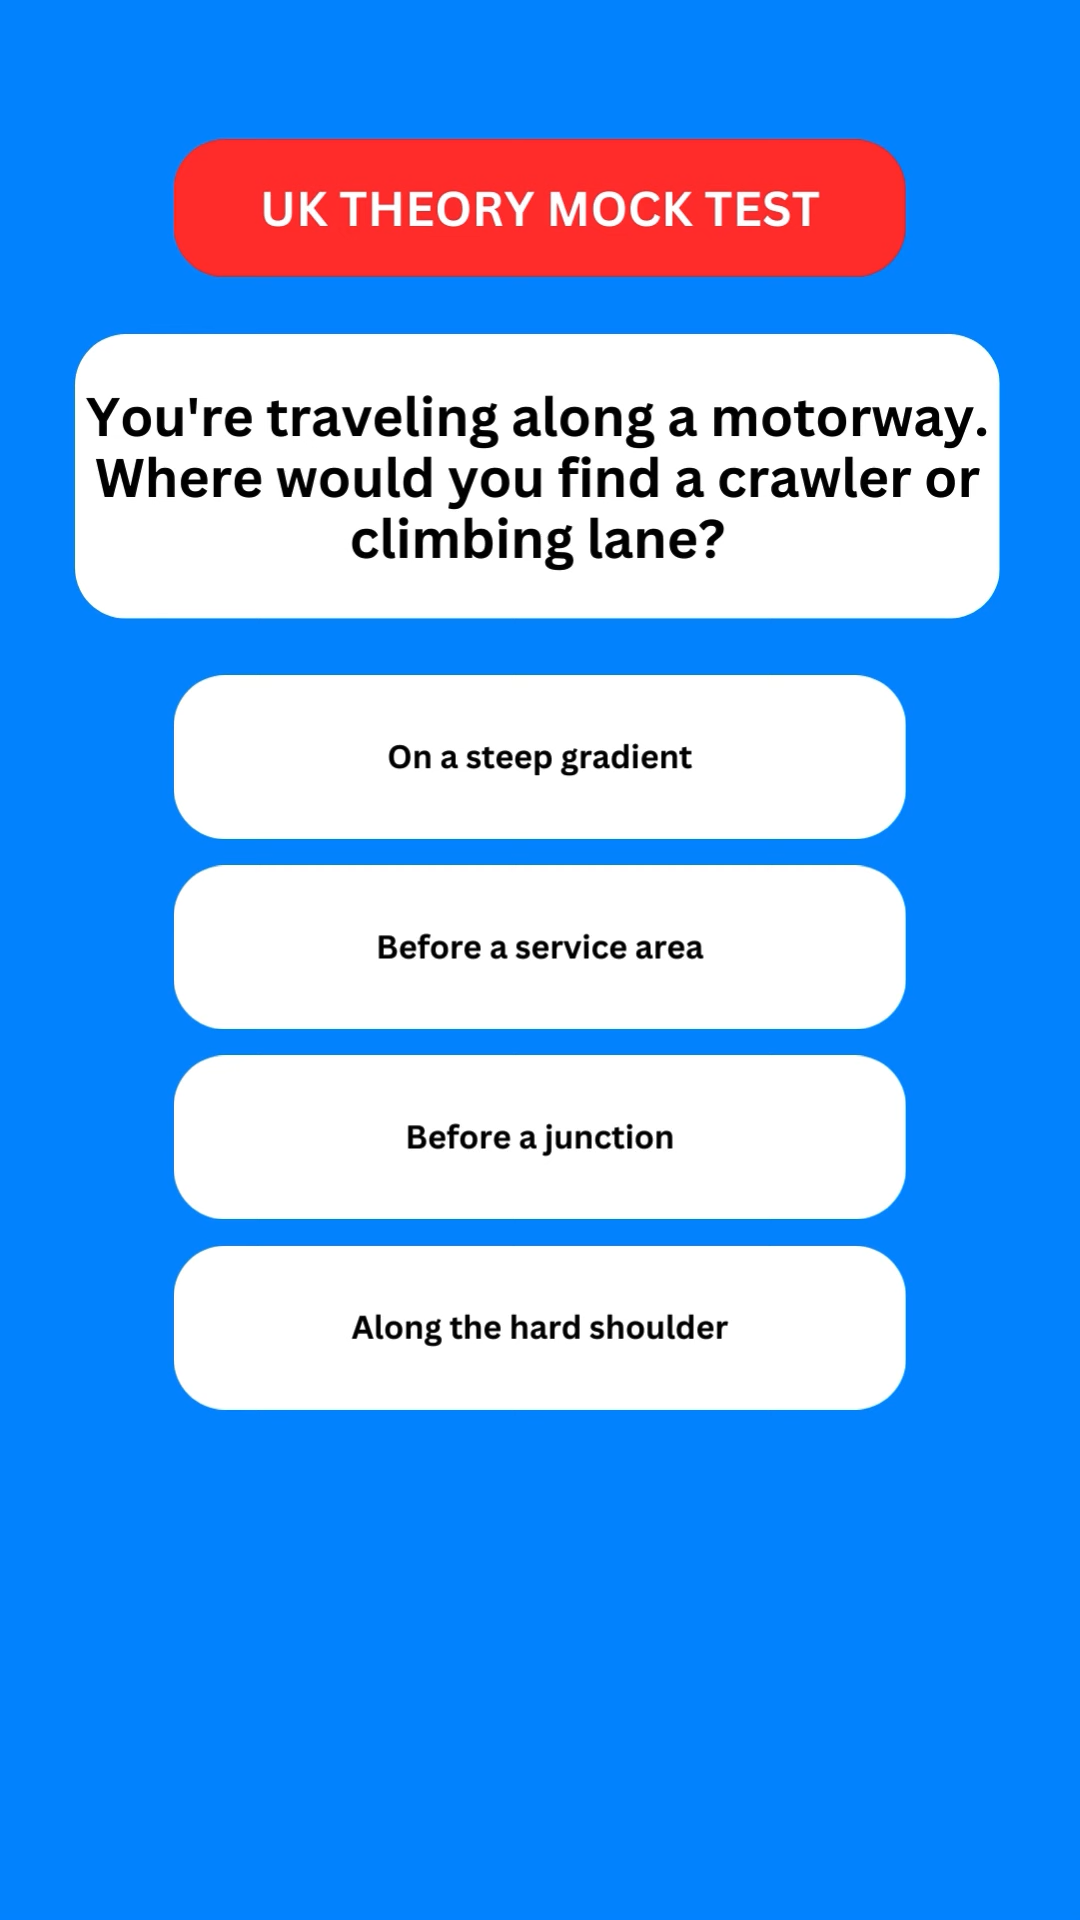 UK THEORY MOCK TEST
You're traveling along a motorway.
Where would you find a crawler or
climbing lane?
On a steep gradient
Before a service area
Before a junction
Along the hard shoulder